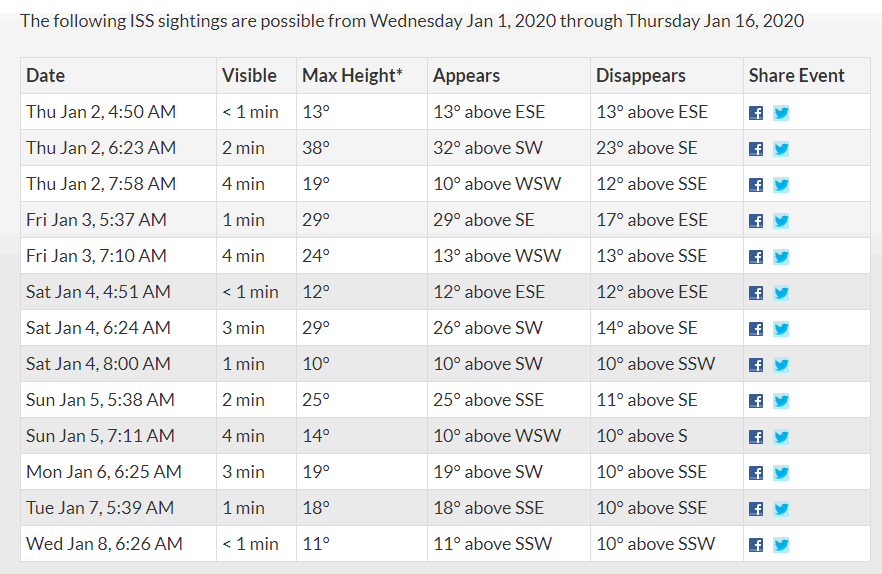 The following ISS sightings are possible from Wednesday Jan 1, 2020 through Thursday Jan 16, 2020
Date Visible Max Height* Appears Disappears Share Event
Thu Jan 2, 4:50 AM < 1 min 13° 13° above ESE 13° above ESE
Thu Jan 2, 6:23 AM 2 min 38° 32° above SW 23° above SE
Thu Jan 2, 7:58 AM 4 min 19° 10° above WSW 12° above SSE
Fri Jan 3, 5:37 AM 1 min 29° 29° above SE 17° above ESE
Fri Jan 3, 7:10 AM 4 min 24° 13° above WSW 13° above SSE
Sat Jan 4, 4:51 AM < 1 min 12° 12° above ESE 12° above ESE
Sat Jan 4, 6:24 AM 3 min 29° 26° above SW 14° above SE
Sat Jan 4, 8:00 AM 1 min 10° 10° above SW 10° above SSW
Sun Jan 5, 5:38 AM 2 min 25° 25° above SSE 11° above SE
Sun Jan 5, 7:11 AM 4 min 14° 10° above WSW 10° above S
Mon Jan 6, 6:25 AM 3 min 19° 19° above SW 10° above SSE
Tue Jan 7, 5:39 AM 1 min 18° 18° above SSE 10° above SSE
Wed Jan 8, 6:26 AM < 1 min 11° 11° above SSW 10° above SSW